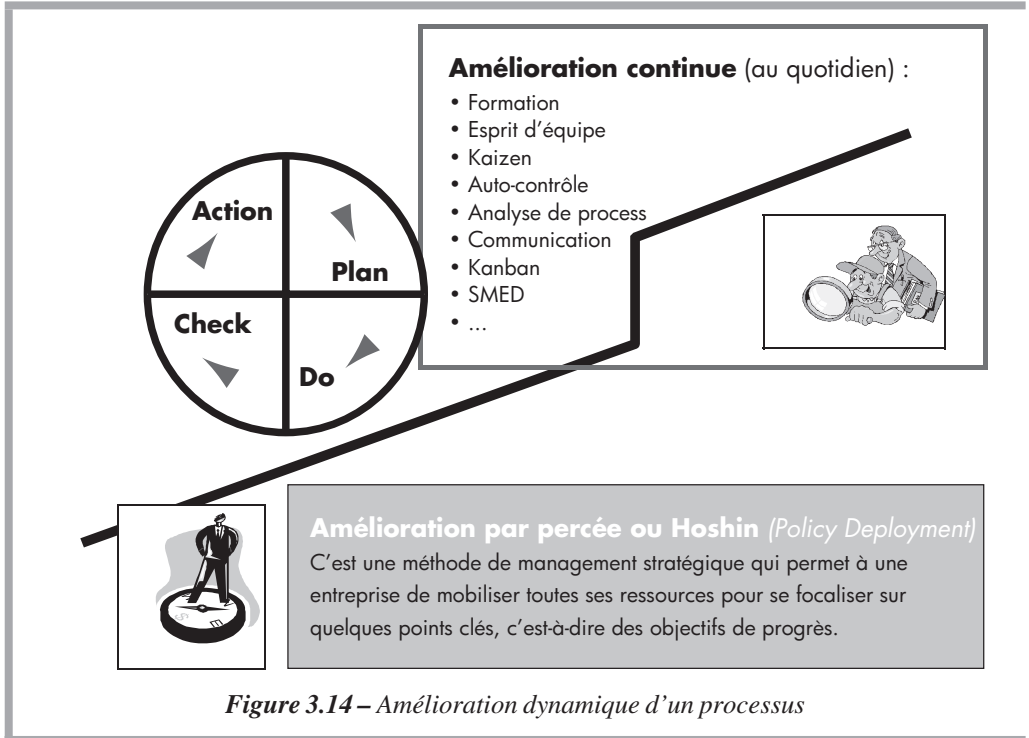 Amélioration continue (au quotidien) :
• Formation
• Esprit d'équipe
• Kaizen
• Auto-contrôle
• Analyse de process
• Communication
• Kanban
• SMED
• ...
Action
Plan
Check
Do
Amélioration par percée ou Hoshin (Policy Deployment)
C'est une méthode de management stratégique qui permet à une
entreprise de mobiliser toutes ses ressources pour se focaliser sur
quelques points clés, c'est-à-dire des objectifs de progrès.
Figure 3.14 – Amélioration dynamique d'un processus